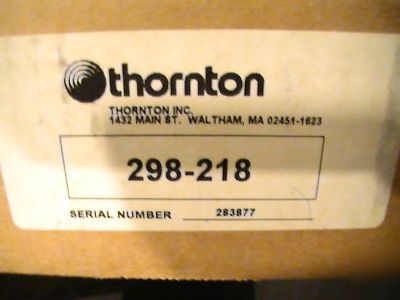 thornton
THORNTON INC.
1432 MAIN ST. WALTHAM, MA 02451-1623
298-218
SERIAL NUMBER 283877